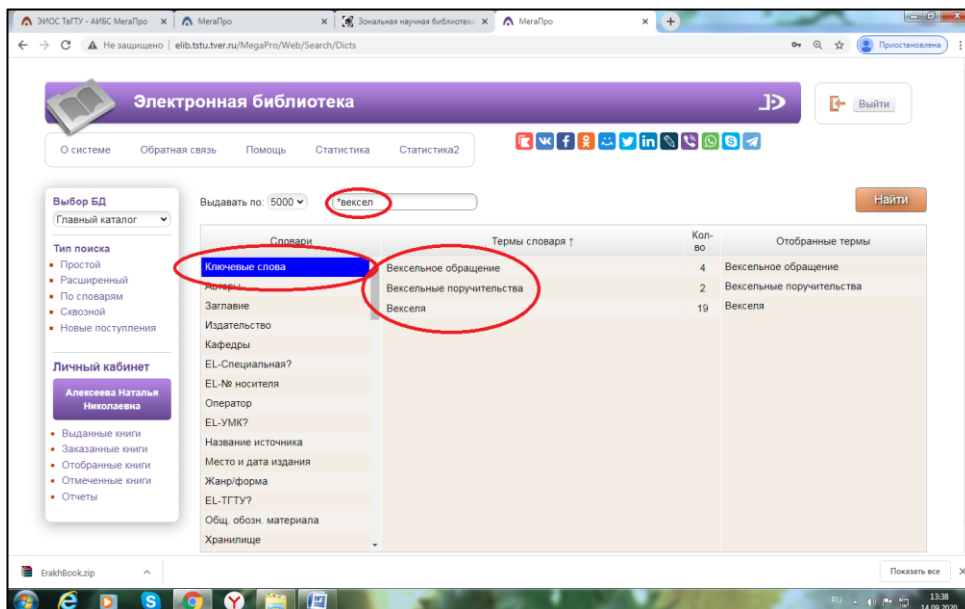 ЭИОС ТвГТУ - АИБС МегаПро
МегаПро
Зональная научная библиотека
МегаПро
Не защищено | elib.tstu.tver.ru/MegaPro/Web/Search/Dicts
Приостановлена
Электронная библиотека
Выйти
О системе Обратная связь Помощь Статистика Статистика2
Выбор БД
Главный каталог
Тип поиска
Простой
Расширенный
По словарям
Сквозной
Новые поступления
Личный кабинет
Алексеева Наталья
Николаевна
Выданные книги
Заказанные книги
Отобранные книги
Отмеченные книги
Отчеты
Выдавать по: 5000 *вексел Найти
Словари Термы словаря ↑ Кол-
во Отобранные термы
Ключевые слова Вексельное обращение 4 Вексельное обращение
Авторы Вексельные поручительства 2 Вексельные поручительства
Заглавие Векселя 19 Векселя
Издательство
Кафедры
EL-Специальная?
EL-№ носителя
Оператор
EL-УМК?
Название источника
Место и дата издания
Жанр/форма
EL-ТГТУ?
Общ. обозн. материала
Хранилище
ErakhBook.zip
Показать все
RU
13:38
14.09.2020